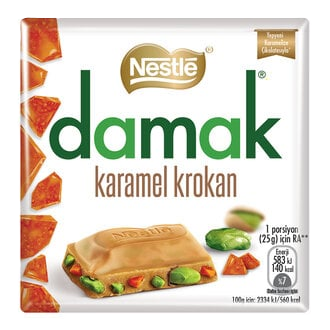 Yepyeni
Karamelize
Çikolatasıyla
Nestlé®
damak®
karamel krokan
1 porsiyon
(25g) için RA**
Enerji
583 kJ
140 kcal
%7
100g için: 2334 kJ/560 kcal